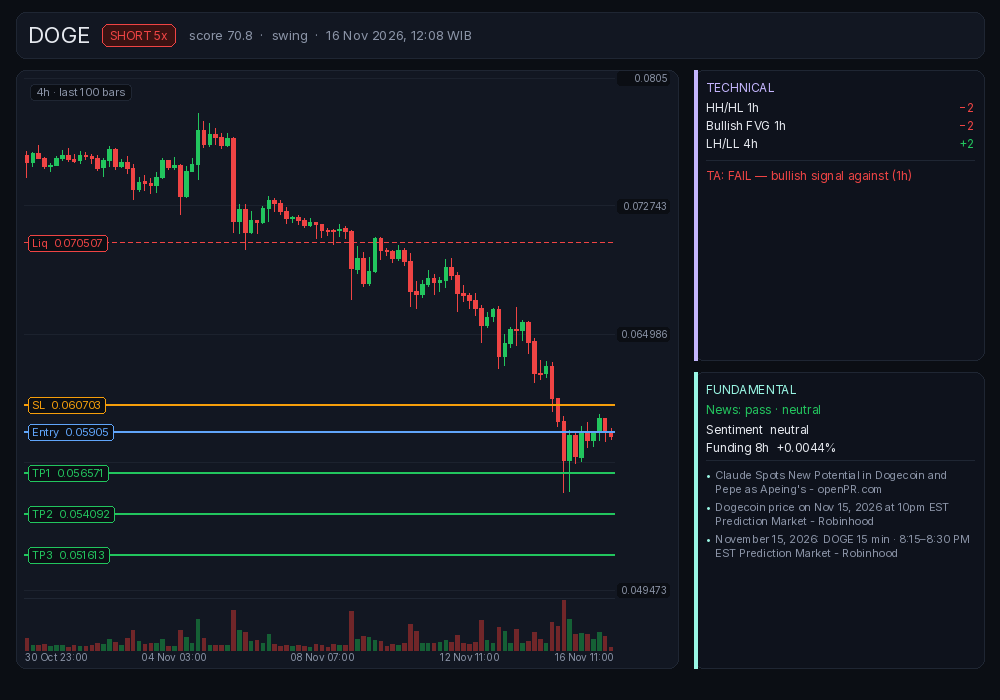 DOGE SHORT 5x score 70.8 · swing · 16 Nov 2026, 12:08 WIB
4h · last 100 bars
0.0805
0.072743
Liq 0.070507
0.064986
SL 0.060703
Entry 0.05905
TP1 0.056571
TP2 0.054092
TP3 0.051613
0.049473
30 Oct 23:00 04 Nov 03:00 08 Nov 07:00 12 Nov 11:00 16 Nov 11:00
TECHNICAL
HH/HL 1h −2
Bullish FVG 1h −2
LH/LL 4h +2
TA: FAIL — bullish signal against (1h)
FUNDAMENTAL
News: pass · neutral
Sentiment neutral
Funding 8h +0.0044%
• Claude Spots New Potential in Dogecoin and
Pepe as Apeing's - openPR.com
• Dogecoin price on Nov 15, 2026 at 10pm EST
Prediction Market - Robinhood
• November 15, 2026: DOGE 15 min · 8:15–8:30 PM
EST Prediction Market - Robinhood